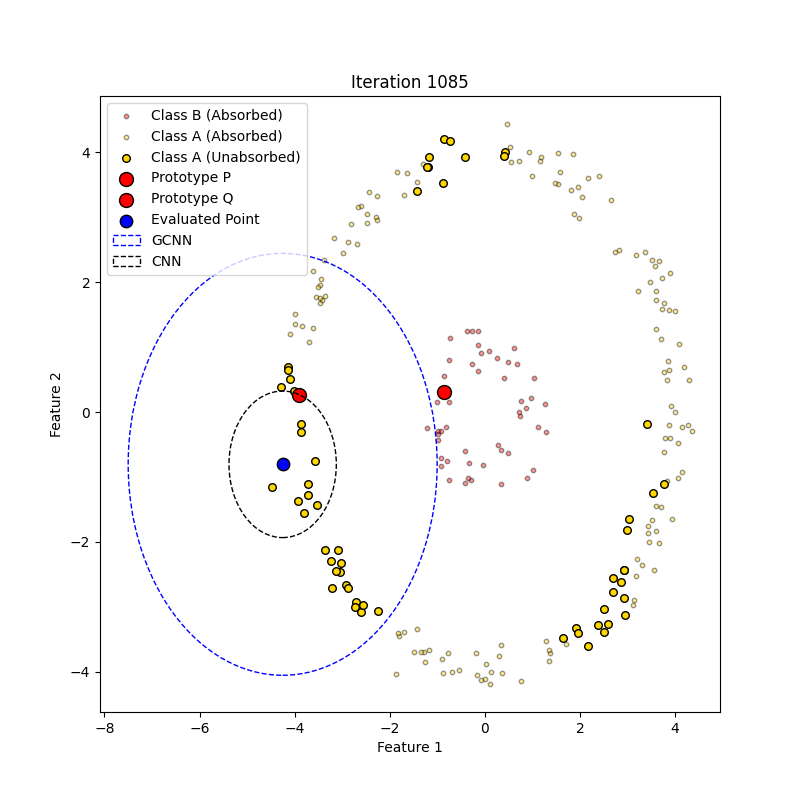 Iteration 1085
Class B (Absorbed)
Class A (Absorbed)
Class A (Unabsorbed)
Prototype P
Prototype Q
Evaluated Point
GCNN
CNN
4
2
0
−2
−4
Feature 2
−8
−6
−4
−2
0
2
4
Feature 1